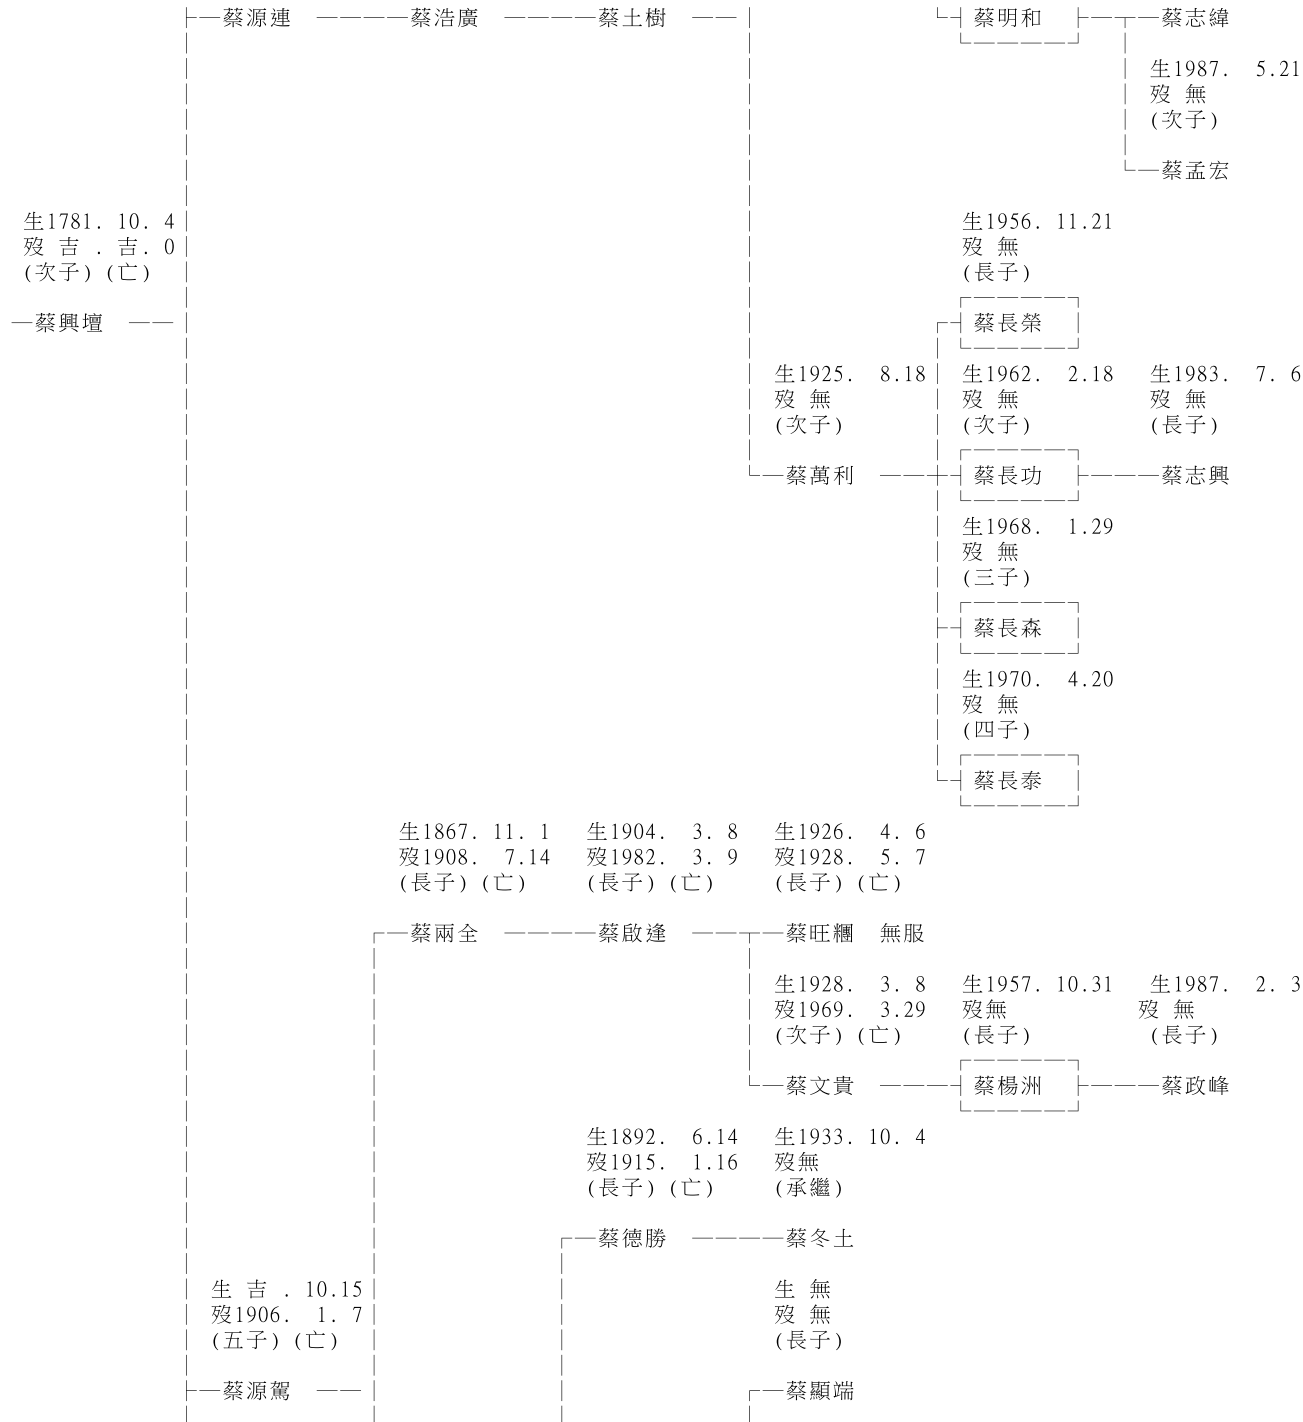 蔡源連 蔡浩廣 蔡土樹 蔡明和 蔡志緯
生1987. 5.21
歿 無
(次子)
蔡孟宏
生1781. 10. 4 生1956. 11.21
歿 吉 . 吉. 0 歿 無
(次子) (亡) (長子)
蔡興壇 蔡長榮
生1925. 8.18 生1962. 2.18 生1983. 7. 6
歿 無 歿 無 歿 無
(次子) (次子) (長子)
蔡萬利 蔡長功 蔡志興
生1968. 1.29
歿 無
(三子)
蔡長森
生1970. 4.20
歿 無
(四子)
蔡長泰
生1867. 11. 1 生1904. 3. 8 生1926. 4. 6
歿1908. 7.14 歿1982. 3. 9 歿1928. 5. 7
(長子) (亡) (長子) (亡) (長子) (亡)
蔡兩全 蔡啟逢 蔡旺糰 無服
生1928. 3. 8 生1957. 10.31 生1987. 2. 3
歿1969. 3.29 歿無 歿 無
(次子) (亡) (長子) (長子)
蔡文貴 蔡楊洲 蔡政峰
生1892. 6.14 生1933. 10. 4
歿1915. 1.16 歿無
(長子) (亡) (承繼)
蔡德勝 蔡冬土
生 吉 . 10.15 生 無
歿1906. 1. 7 歿 無
(五子) (亡) (長子)
蔡源駕 蔡顯端